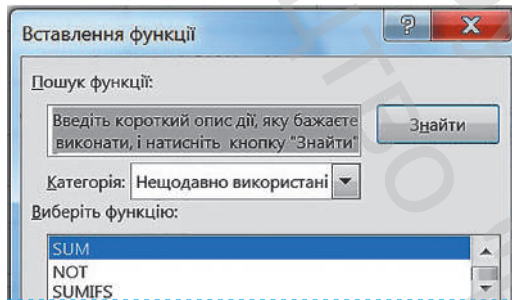 Вставлення функції
Пошук функції:
Введіть короткий опис дії, яку бажаєте
виконати, і натисніть кнопку "Знайти"
Знайти
Категорія: Нещодавно використані
Виберіть функцію:
SUM
NOT
SUMIFS